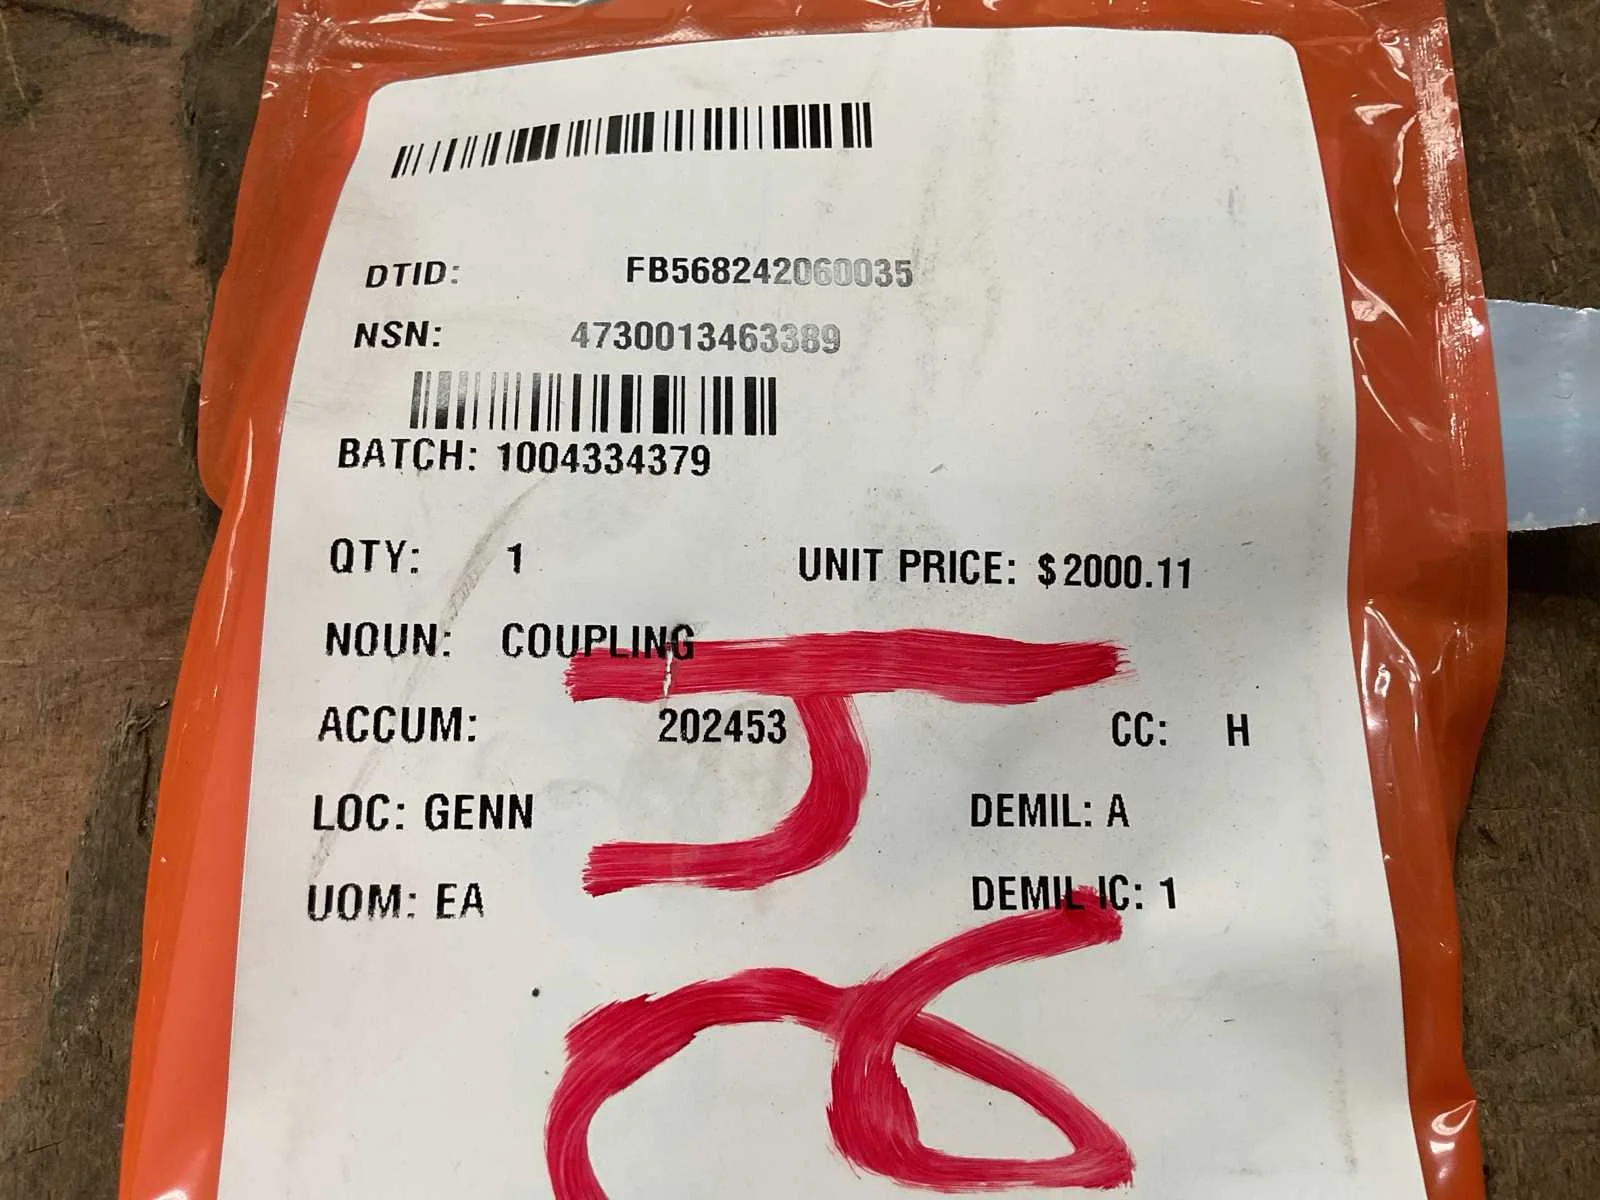 DTID: FB568242060035
NSN: 4730013463389
BATCH: 1004334379
QTY: 1 UNIT PRICE: $2000.11
NOUN: COUPLING
ACCUM: 202453 CC: H
LOC: GENN DEMIL: A
UOM: EA DEMIL IC: 1